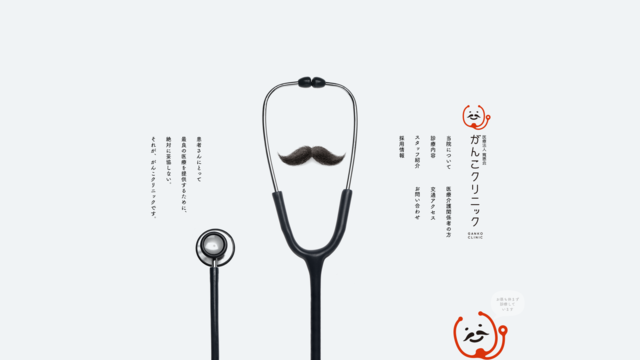 医療法人
がんこクリニック
GANKO
CLINIC
当院について
診療内容
スタッフ紹介
採用情報
医療介護関係者の方
交通アクセス
お問い合わせ
患者さんにとって
最良の医療を提供するために、
絶対に妥協しない。
それが、がんこクリニックです。